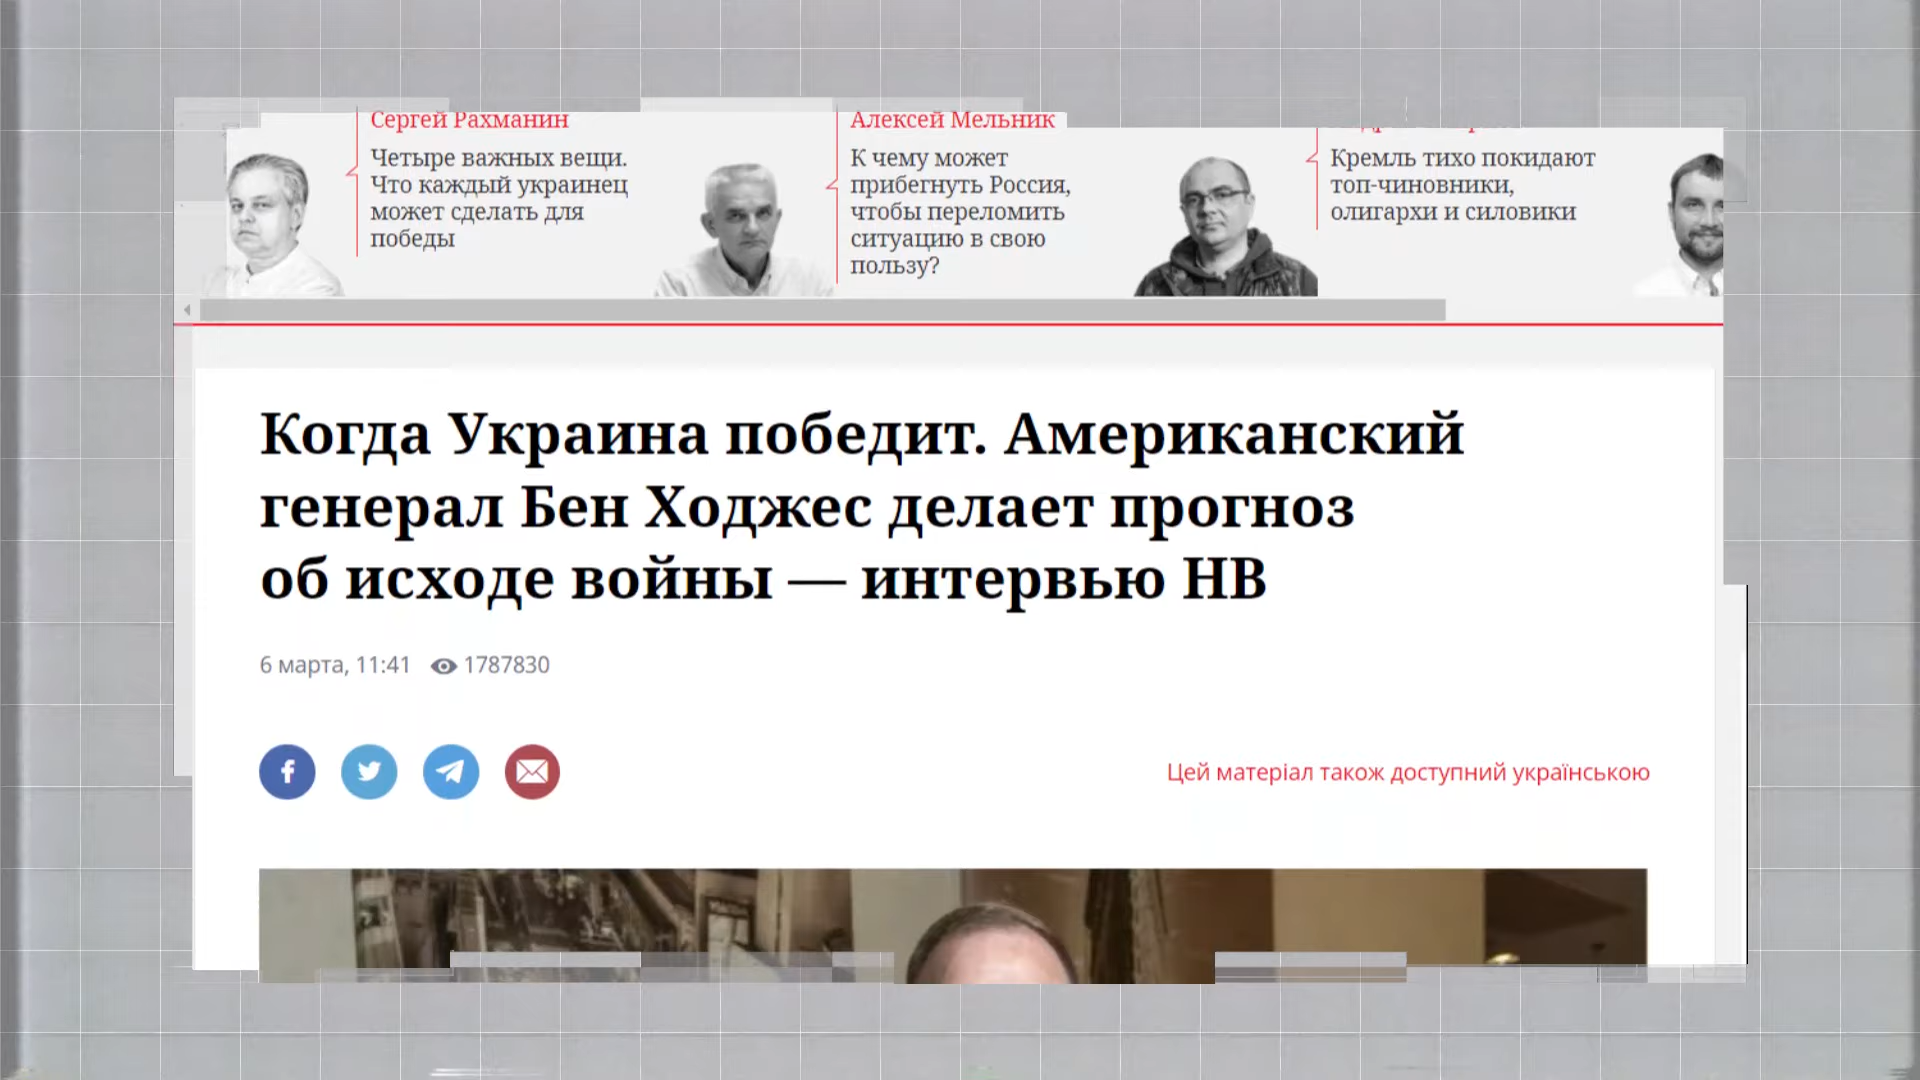 Сергей Рахманин
Четыре важных вещи.
Что каждый украинец
может сделать для
победы
Алексей Мельник
К чему может
прибегнуть Россия,
чтобы переломить
ситуацию в свою
пользу?
Кремль тихо покидают
топ-чиновники,
олигархи и силовики
Когда Украина победит. Американский
генерал Бен Ходжес делает прогноз
об исходе войны — интервью НВ
6 марта, 11:41 1787830
Цей матеріал також доступний українською